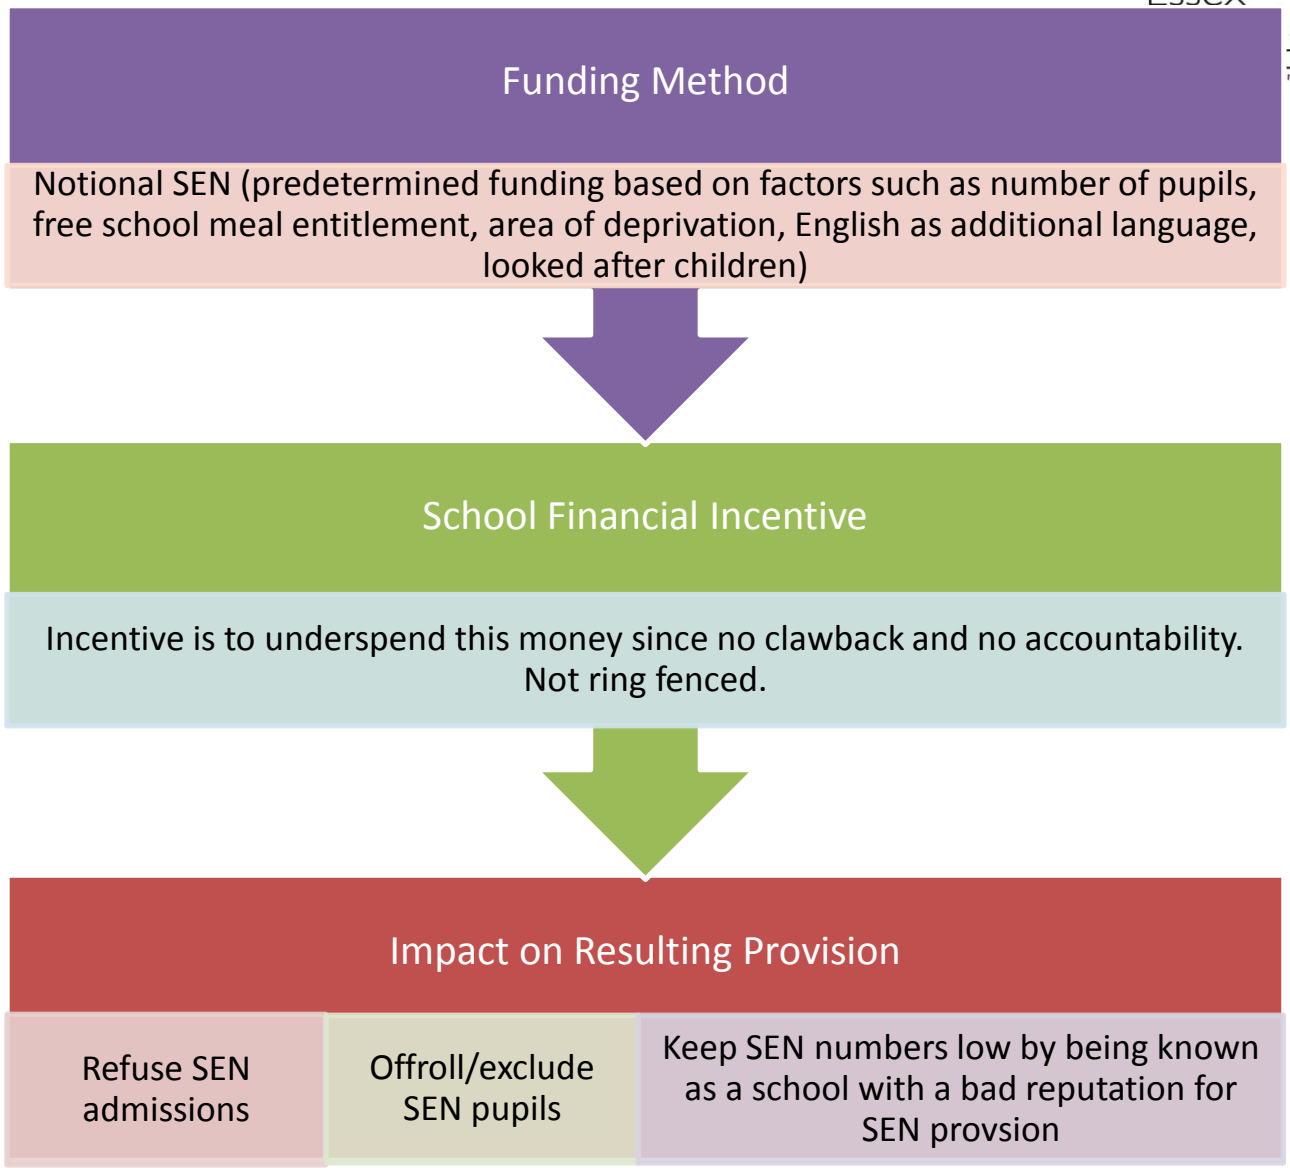 Essex
Funding Method
Notional SEN (predetermined funding based on factors such as number of pupils,
free school meal entitlement, area of deprivation, English as additional language,
looked after children)
School Financial Incentive
Incentive is to underspend this money since no clawback and no accountability.
Not ring fenced.
Impact on Resulting Provision
Refuse SEN
admissions
Offroll/exclude
SEN pupils
Keep SEN numbers low by being known
as a school with a bad reputation for
SEN provsion